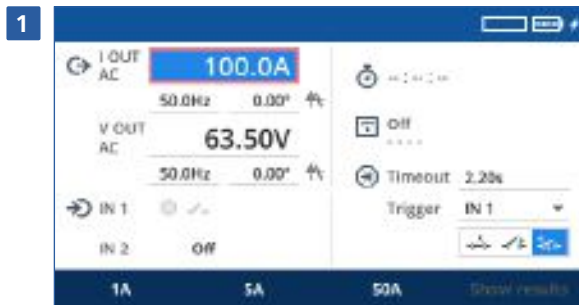 1
I OUT AC 100.0A
50.0Hz 0.00°
V OUT AC 63.50V
50.0Hz 0.00°
IN 1
IN 2 Off
--:--:--
Off
----
Timeout 2.20s
Trigger IN 1
1A 5A 50A Show results